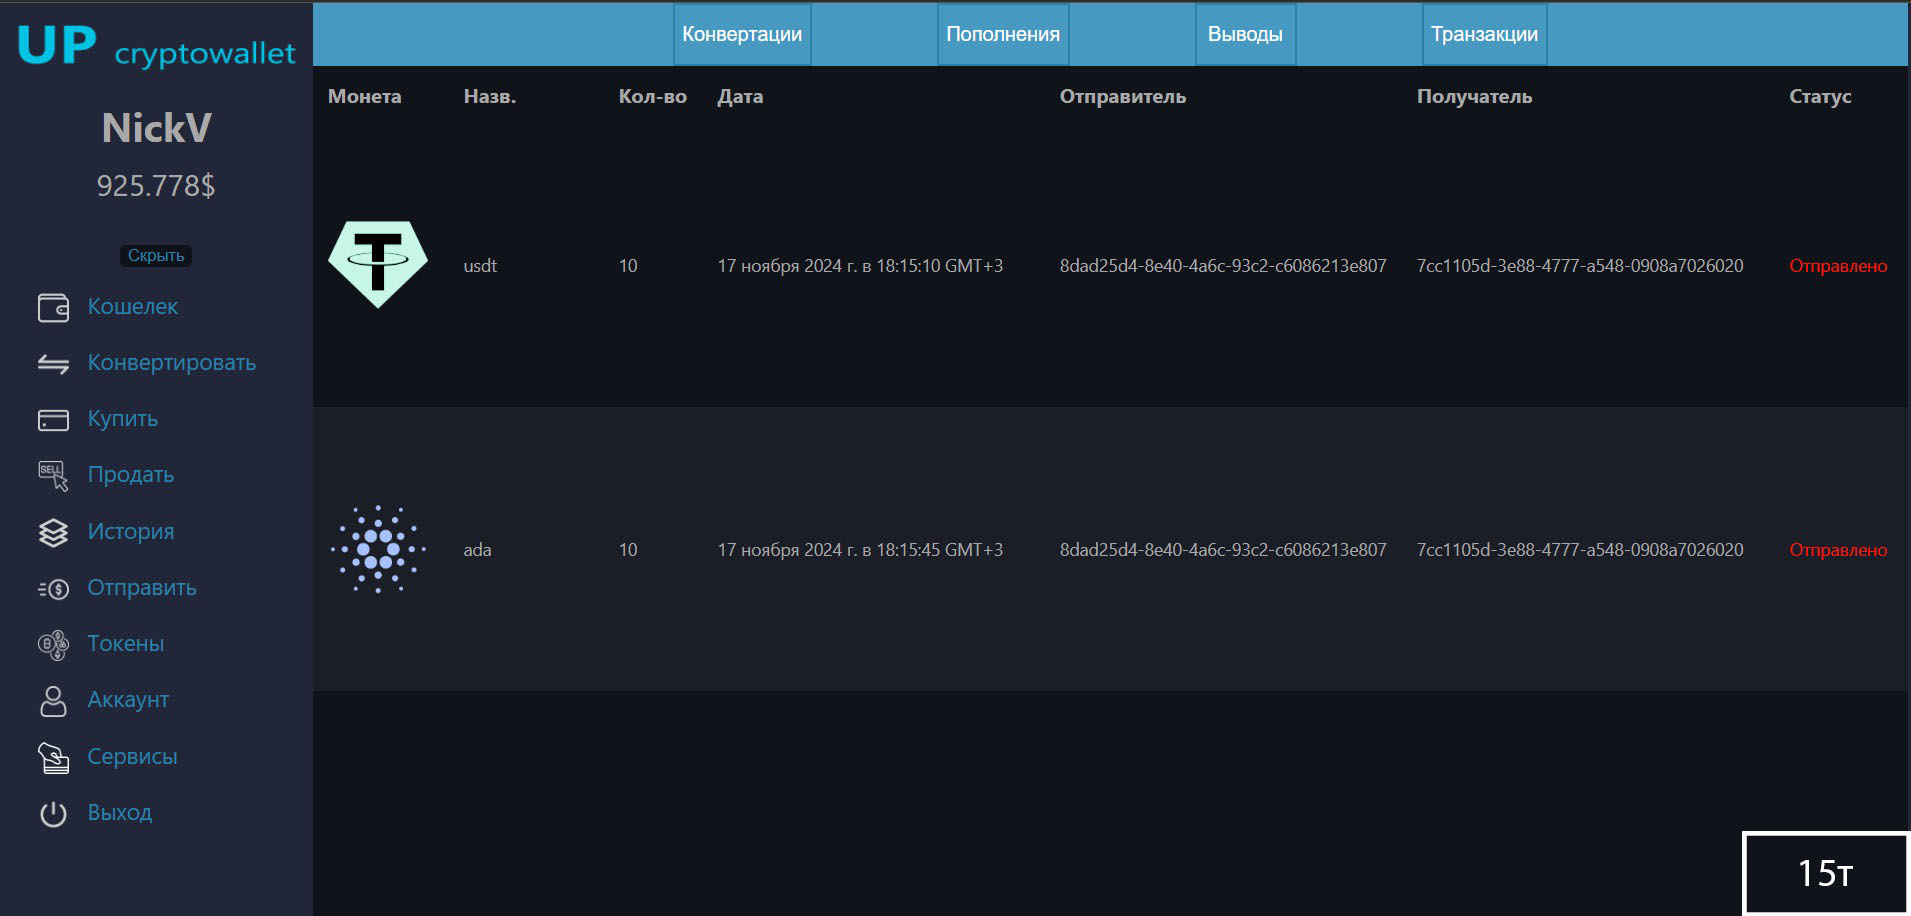 UP cryptowallet
NickV
925.778$
Скрыть
Кошелек
Конвертировать
Купить
SELL
Продать
История
Отправить
Токены
Аккаунт
Сервисы
Выход
Конвертации Пополнения Выводы Транзакции
Монета Назв. Кол-во Дата Отправитель Получатель Статус
T usdt 10 17 ноября 2024 г. в 18:15:10 GMT+3 8dad25d4-8e40-4a6c-93c2-c6086213e807 7cc1105d-3e88-4777-a548-0908a7026020 Отправлено
ada 10 17 ноября 2024 г. в 18:15:45 GMT+3 8dad25d4-8e40-4a6c-93c2-c6086213e807 7cc1105d-3e88-4777-a548-0908a7026020 Отправлено
15т